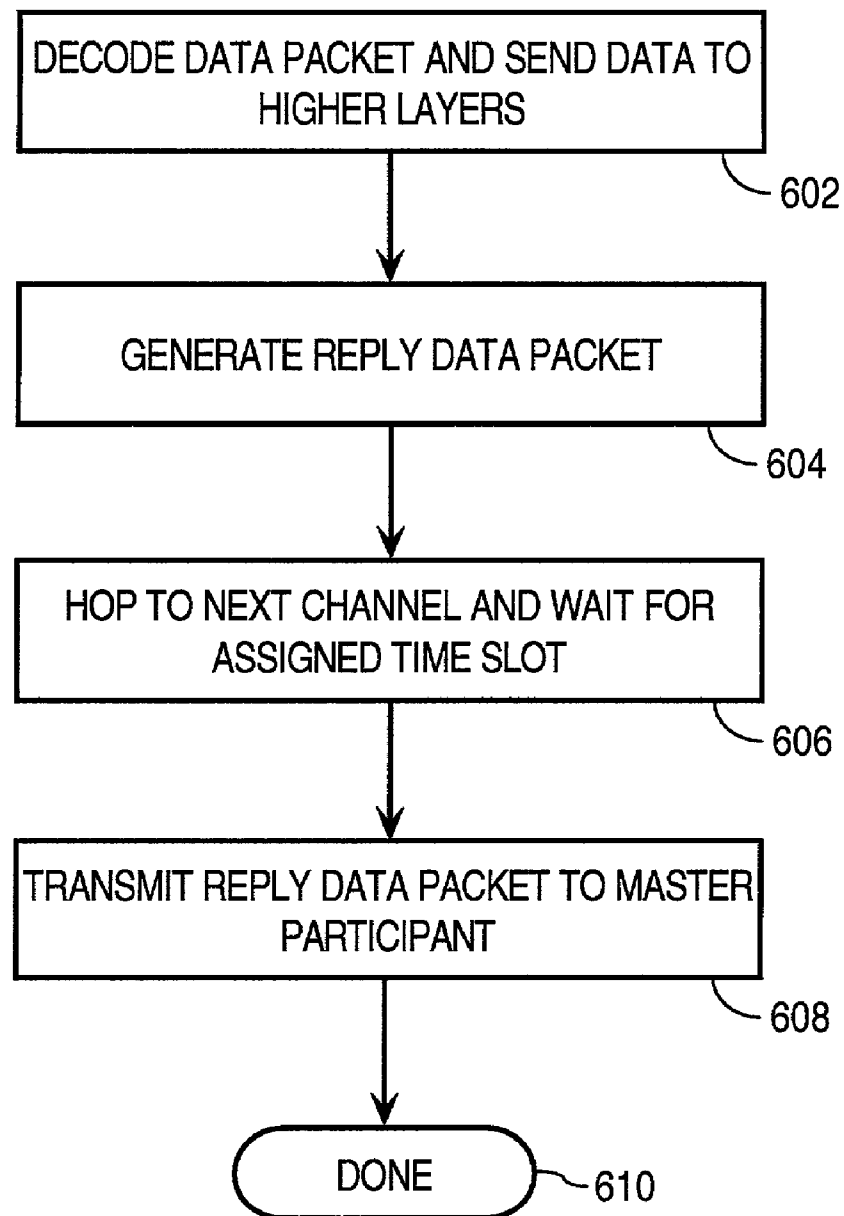 DECODE DATA PACKET AND SEND DATA TO
HIGHER LAYERS
602
GENERATE REPLY DATA PACKET
604
HOP TO NEXT CHANNEL AND WAIT FOR
ASSIGNED TIME SLOT
606
TRANSMIT REPLY DATA PACKET TO MASTER
PARTICIPANT
608
DONE
610